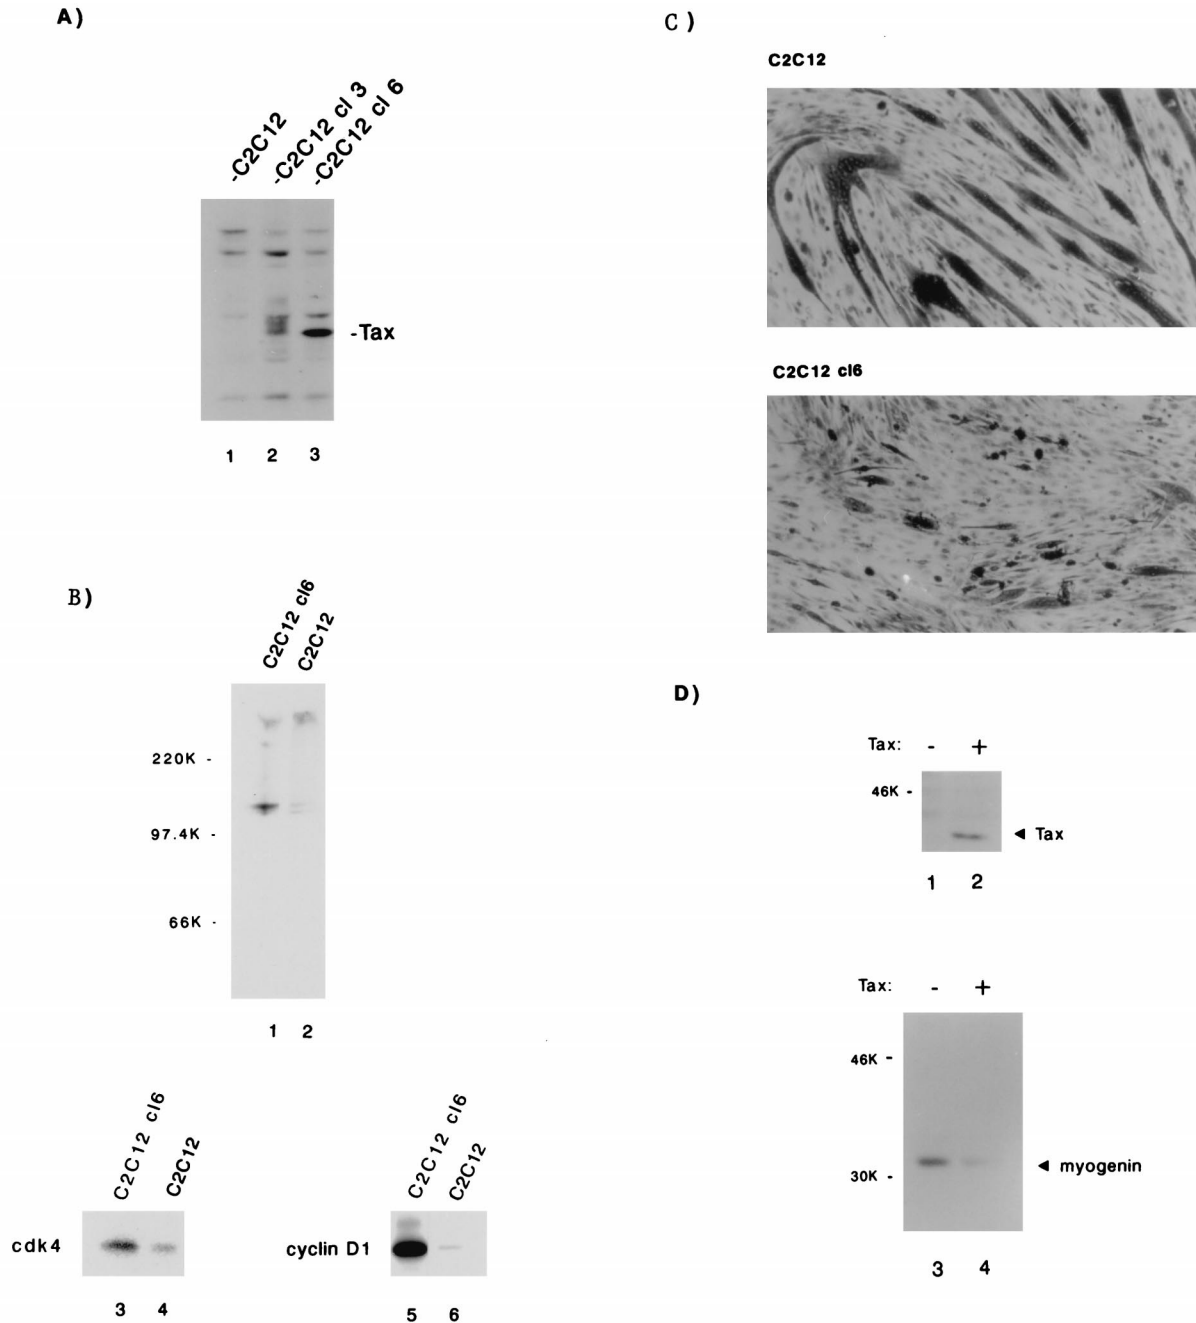 A)
-C2C12
-C2C12 cl 3
-C2C12 cl 6
-Tax
1 2 3
B)
C2C12 cl6
C2C12
220K -
97.4K -
66K -
1 2
C2C12 cl6
C2C12
cdk4
3 4
C2C12 cl6
C2C12
cyclin D1
5 6
C)
C2C12
C2C12 cl6
D)
Tax: - +
46K -
◄ Tax
1 2
Tax: - +
46K -
30K -
◄ myogenin
3 4